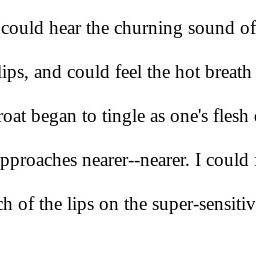 could hear the churning sound of
lips, and could feel the hot breath
roat began to tingle as one's flesh
pproaches nearer--nearer. I could
ch of the lips on the super-sensitiv